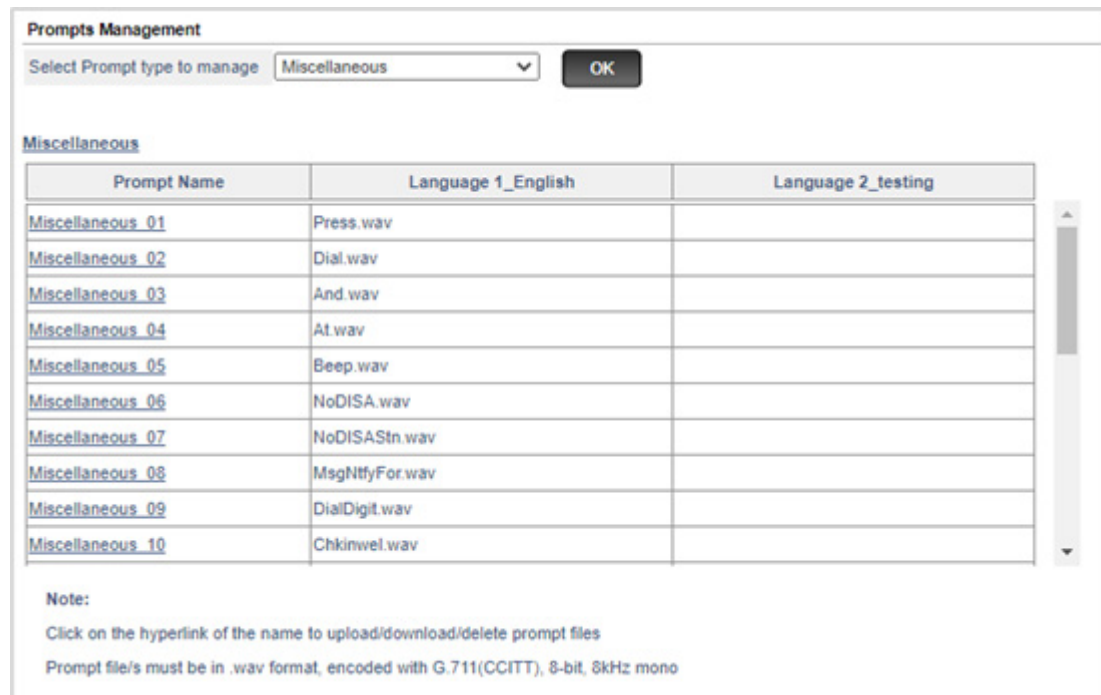 Prompts Management
Select Prompt type to manage Miscellaneous OK
Miscellaneous
Prompt Name Language 1_English Language 2_testing
Miscellaneous_01 Press.wav
Miscellaneous_02 Dial.wav
Miscellaneous_03 And.wav
Miscellaneous_04 At.wav
Miscellaneous_05 Beep.wav
Miscellaneous_06 NoDISA.wav
Miscellaneous_07 NoDISAStn.wav
Miscellaneous_08 MsgNtfyFor.wav
Miscellaneous_09 DialDigit.wav
Miscellaneous_10 Chkinwel.wav
Note:
Click on the hyperlink of the name to upload/download/delete prompt files
Prompt file/s must be in .wav format, encoded with G.711(CCITT), 8-bit, 8kHz mono